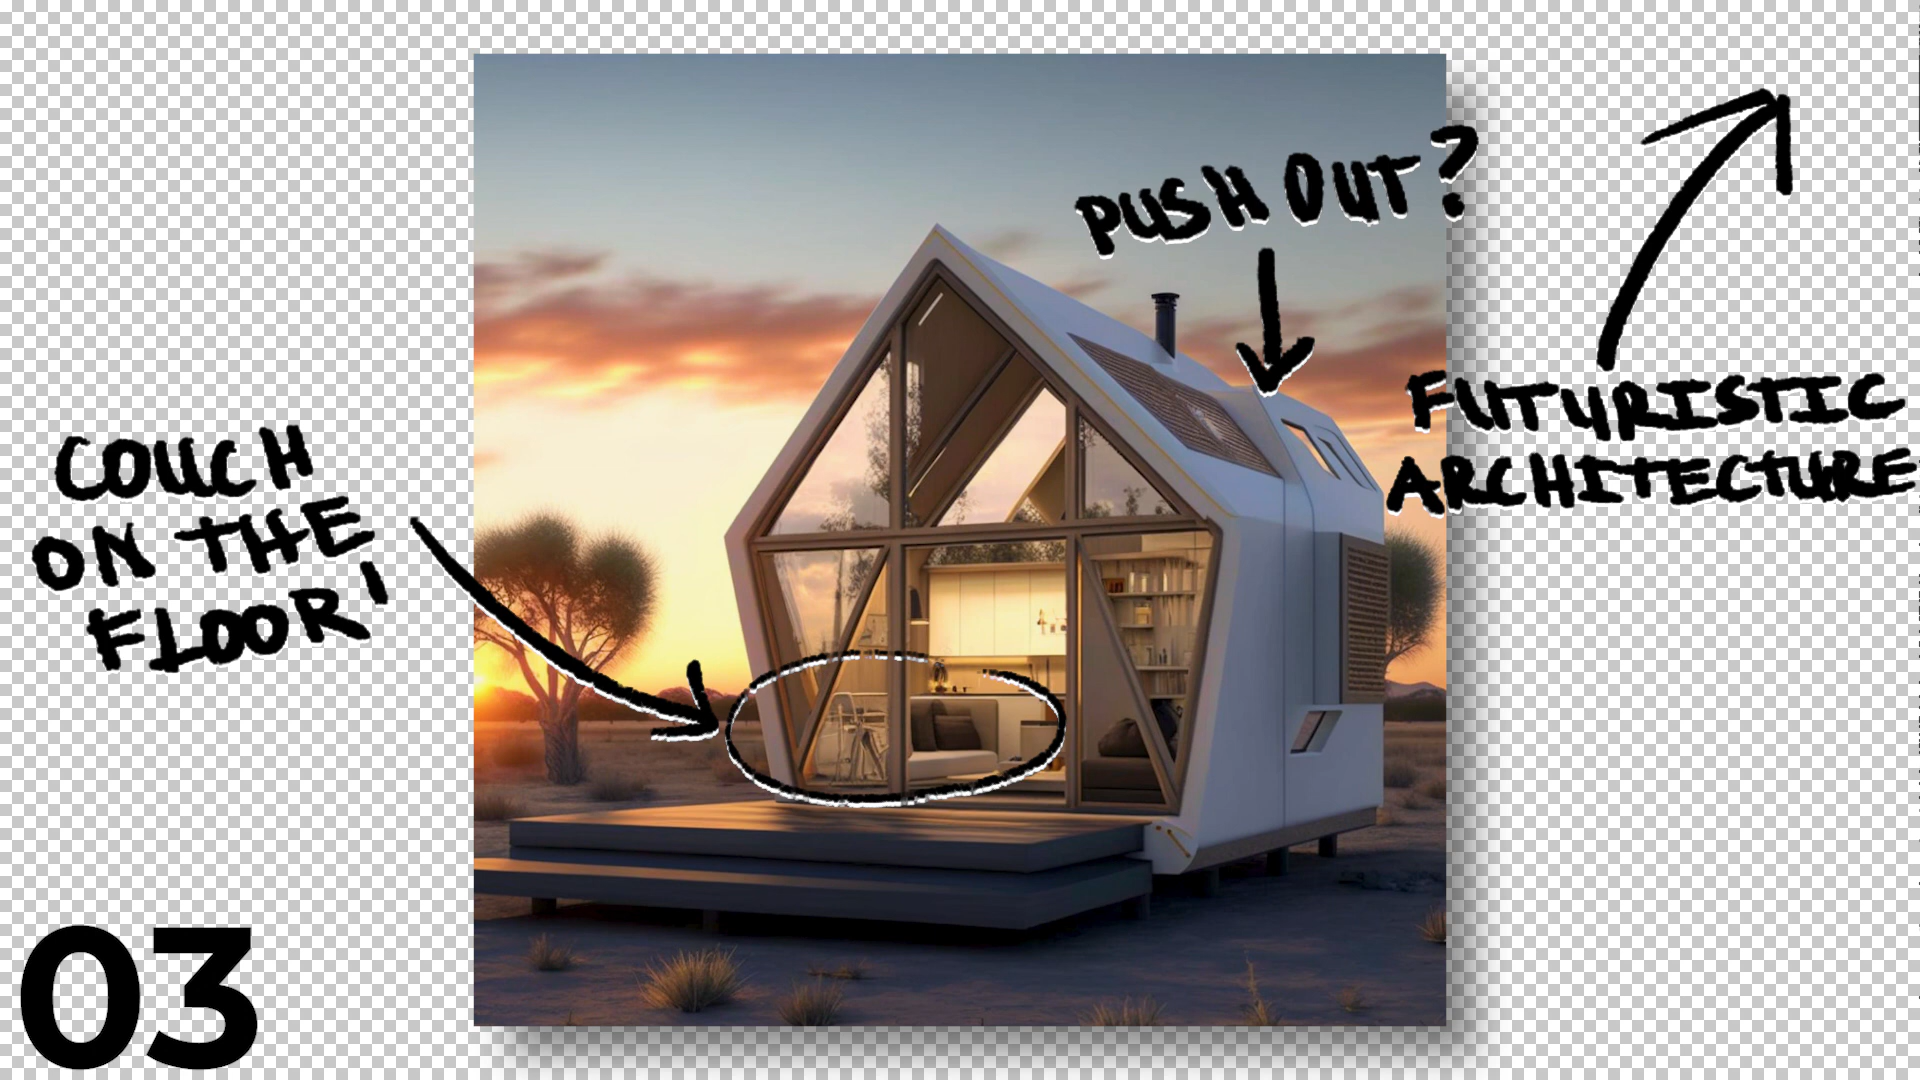 PUSH OUT?
FUTURISTIC
ARCHITECTURE
COUCH
ON THE
FLOOR'
03